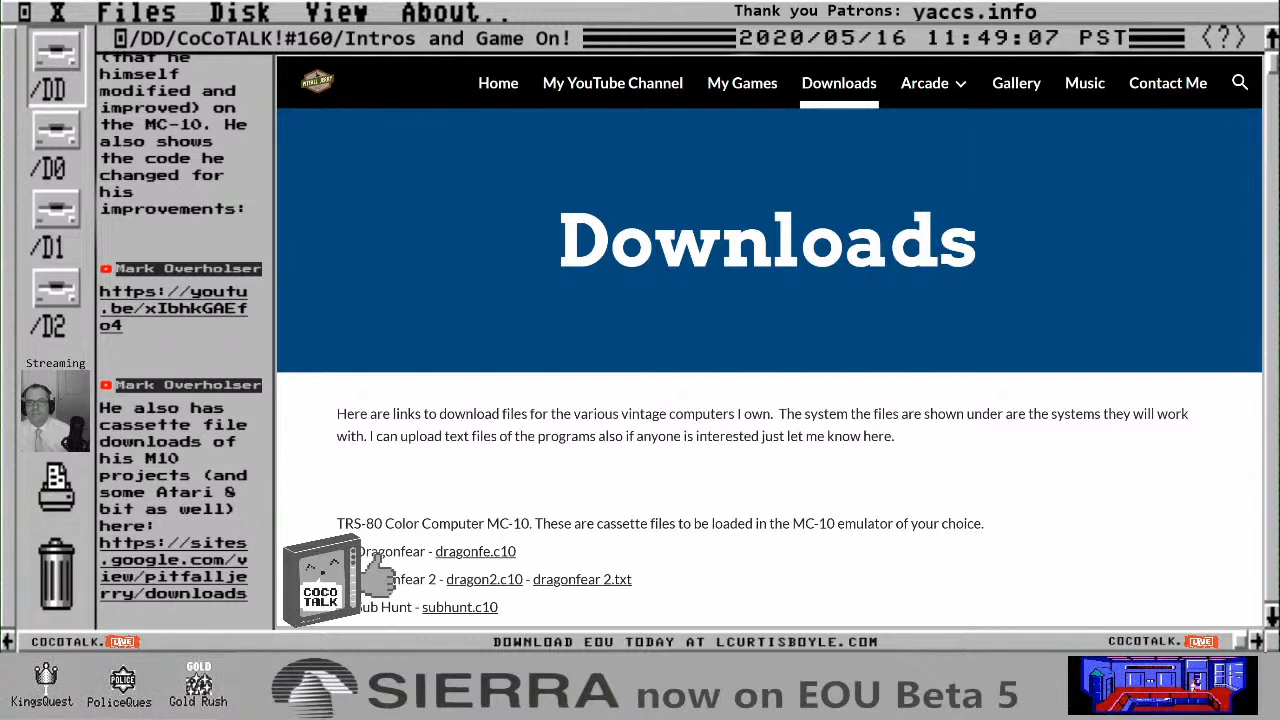 X Files Disk View About..
Thank you Patrons: yaccs.info
/DD/CoCoTALK!#160/Intros and Game On!
2020/05/16 11:49:07 PST
(?)
/DD
/D0
/D1
/D2
Streaming
(that he
himself
modified and
improved) on
the MC-10. He
also shows
the code he
changed for
his
improvements:
Mark Overholser
https://youtu
.be/xIbhkGAEf
o4
Mark Overholser
He also has
cassette file
downloads of
his M10
projects (and
some Atari 8
bit as well)
here:
https://sites
.google.com/v
iew/pitfallje
rry/downloads
Home My YouTube Channel My Games Downloads Arcade Gallery Music Contact Me
Downloads
Here are links to download files for the various vintage computers I own. The system the files are shown under are the systems they will work
with. I can upload text files of the programs also if anyone is interested just let me know here.
TRS-80 Color Computer MC-10. These are cassette files to be loaded in the MC-10 emulator of your choice.
Dragonfear - dragonfe.c10
nfear 2 - dragon2.c10 - dragonfear 2.txt
Sub Hunt - subhunt.c10
COCO
TALK
COCOTALK.LIVE
DOWNLOAD EOU TODAY AT LCURTISBOYLE.COM
COCOTALK.LIVE
KingsQuest
POLICE
PoliceQues
GOLD
Gold Rush
SIERRA now on EOU Beta 5